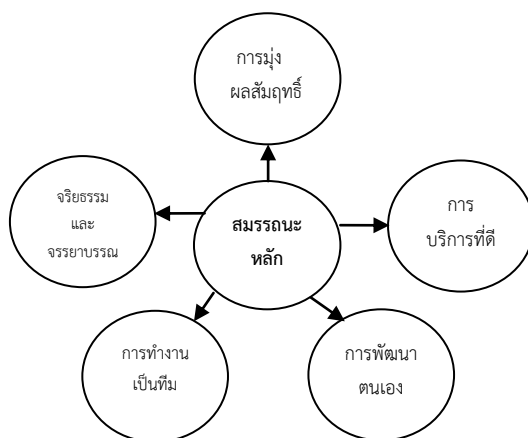 การมุ่ง
ผลสัมฤทธิ์
จริยธรรม
และ
จรรยาบรรณ
สมรรถนะ
หลัก
การ
บริการที่ดี
การทำงาน
เป็นทีม
การพัฒนา
ตนเอง